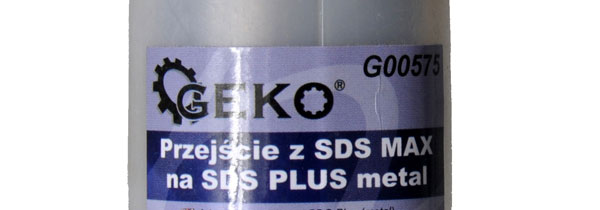 G00575
GEKO®
Przejście z SDS MAX
na SDS PLUS metal